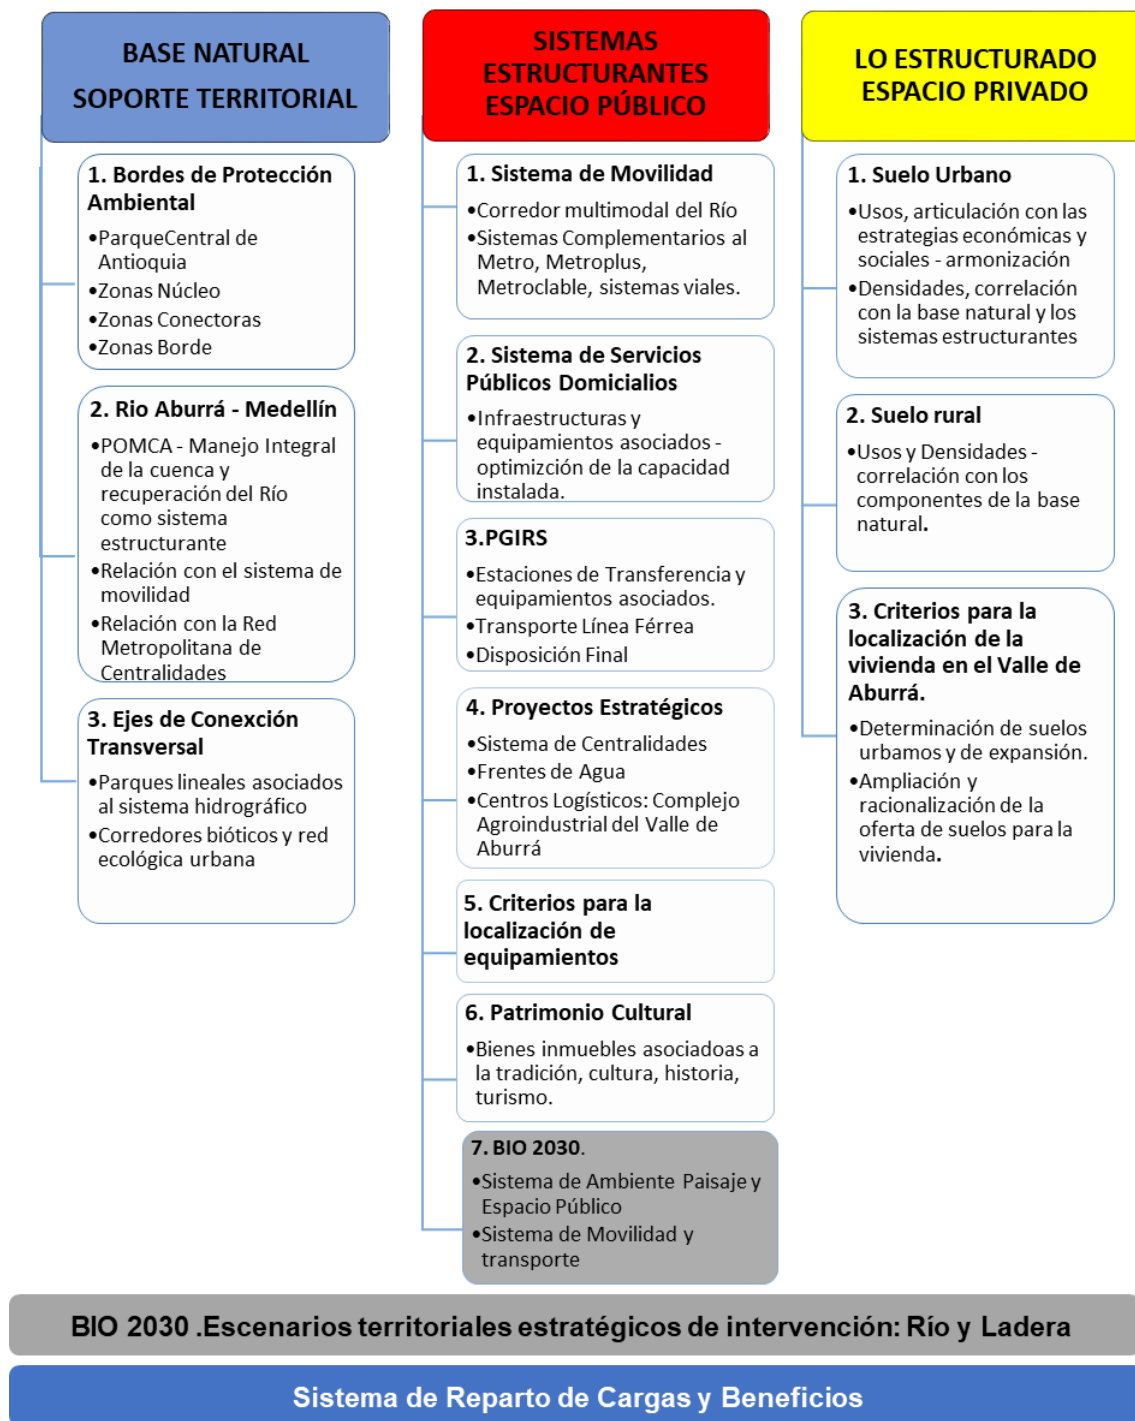 BASE NATURAL
SOPORTE TERRITORIAL
1. Bordes de Protección
Ambiental
•ParqueCentral de
Antioquia
•Zonas Núcleo
•Zonas Conectoras
•Zonas Borde
2. Rio Aburrá - Medellín
•POMCA - Manejo Integral
de la cuenca y
recuperación del Río
como sistema
estructurante
•Relación con el sistema de
movilidad
•Relación con la Red
Metropolitana de
Centralidades
3. Ejes de Conexción
Transversal
•Parques lineales asociados
al sistema hidrográfico
•Corredores bióticos y red
ecológica urbana
SISTEMAS
ESTRUCTURANTES
ESPACIO PÚBLICO
1. Sistema de Movilidad
•Corredor multimodal del Río
•Sistemas Complementarios al
Metro, Metroplus,
Metroclable, sistemas viales.
2. Sistema de Servicios
Públicos Domicialios
•Infraestructuras y
equipamientos asociados -
optimizción de la capacidad
instalada.
3.PGIRS
•Estaciones de Transferencia y
equipamientos asociados.
•Transporte Línea Férrea
•Disposición Final
4. Proyectos Estratégicos
•Sistema de Centralidades
•Frentes de Agua
•Centros Logísticos: Complejo
Agroindustrial del Valle de
Aburrá
5. Criterios para la
localización de
equipamientos
6. Patrimonio Cultural
•Bienes inmuebles asociadoas a
la tradición, cultura, historia,
turismo.
7. BIO 2030.
•Sistema de Ambiente Paisaje y
Espacio Público
•Sistema de Movilidad y
transporte
LO ESTRUCTURADO
ESPACIO PRIVADO
1. Suelo Urbano
•Usos, articulación con las
estrategias económicas y
sociales - armonización
•Densidades, correlación
con la base natural y los
sistemas estructurantes
2. Suelo rural
•Usos y Densidades -
correlación con los
componentes de la base
natural.
3. Criterios para la
localización de la
vivienda en el Valle de
Aburrá.
•Determinación de suelos
urbamos y de expansión.
•Ampliación y
racionalización de la
oferta de suelos para la
vivienda.
BIO 2030 .Escenarios territoriales estratégicos de intervención: Río y Ladera
Sistema de Reparto de Cargas y Beneficios